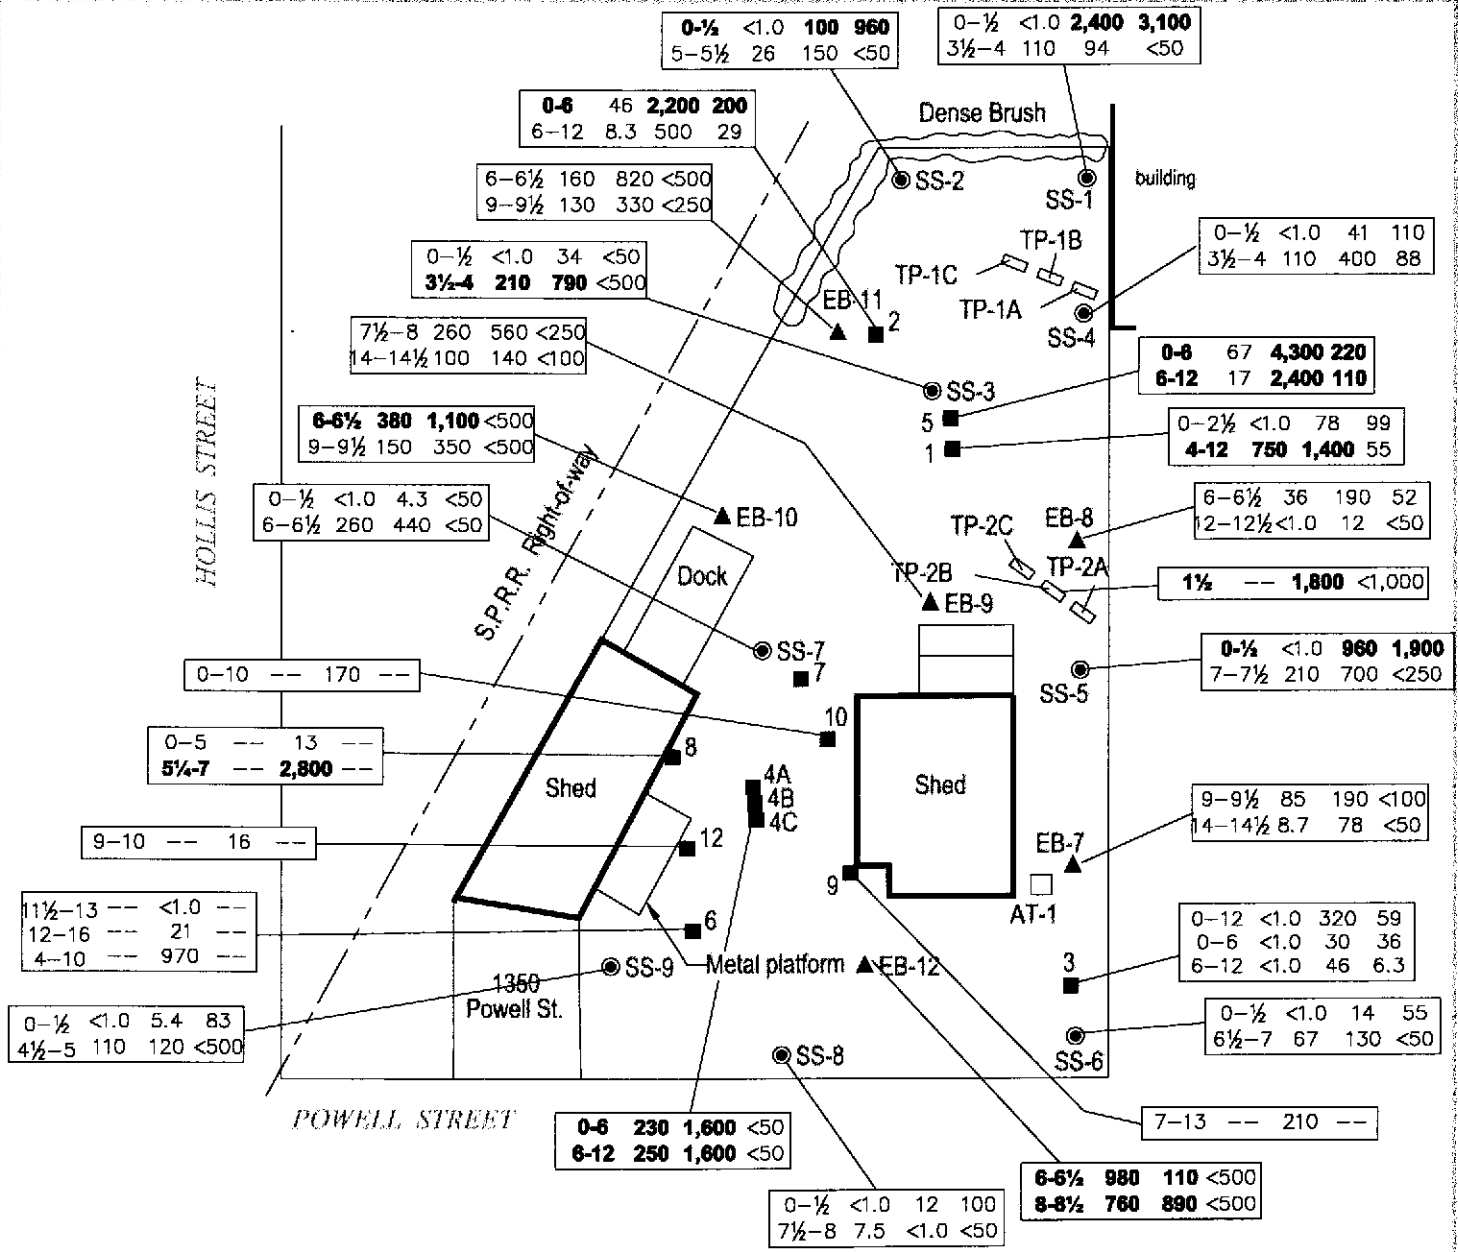 0-½ <1.0 100 960
5-5½ 26 150 <50
0-½ <1.0 2,400 3,100
3½-4 110 94 <50
0-6 46 2,200 200
6-12 8.3 500 29
Dense Brush
6-6½ 160 820 <500
9-9½ 130 330 <250
SS-2
SS-1
building
0-½ <1.0 41 110
3½-4 110 400 88
TP-1B
TP-1C
TP-1A
0-½ <1.0 34 <50
3½-4 210 790 <500
EB-11
2
SS-4
7½-8 260 560 <250
14-14½ 100 140 <100
0-6 67 4,300 220
6-12 17 2,400 110
HOLLIS STREET
SS-3
5
1
6-6½ 380 1,100 <500
9-9½ 150 350 <500
0-2½ <1.0 78 99
4-12 750 1,400 55
0-½ <1.0 4.3 <50
6-6½ 260 440 <50
S.P.R.R. Right-of-way
EB-10
6-6½ 36 190 52
12-12½ <1.0 12 <50
TP-2C
EB-8
Dock
TP-2B
TP-2A
1½ -- 1,800 <1,000
EB-9
SS-7
7
0-½ <1.0 960 1,900
7-7½ 210 700 <250
SS-5
0-10 -- 170 --
10
0-5 -- 13 --
5¼-7 -- 2,800 --
8
Shed
4A
4B
4C
Shed
9-9½ 85 190 <100
14-14½ 8.7 78 <50
9-10 -- 16 --
12
EB-7
9
AT-1
11½-13 -- <1.0 --
12-16 -- 21 --
4-10 -- 970 --
6
0-12 <1.0 320 59
0-6 <1.0 30 36
6-12 <1.0 46 6.3
SS-9
Metal platform
EB-12
3
1350
Powell St.
0-½ <1.0 5.4 83
4½-5 110 120 <500
0-½ <1.0 14 55
6½-7 67 130 <50
SS-8
SS-6
POWELL STREET
0-6 230 1,600 <50
6-12 250 1,600 <50
7-13 -- 210 --
6-6½ 980 110 <500
8-8½ 760 890 <500
0-½ <1.0 12 100
7½-8 7.5 <1.0 <50